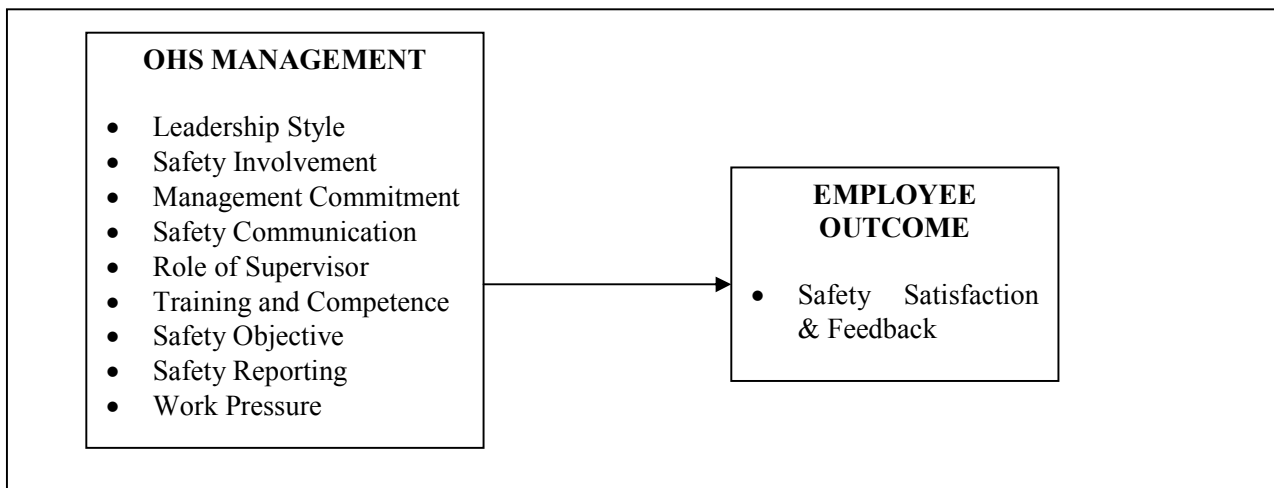 OHS MANAGEMENT
• Leadership Style
• Safety Involvement
• Management Commitment
• Safety Communication
• Role of Supervisor
• Training and Competence
• Safety Objective
• Safety Reporting
• Work Pressure
EMPLOYEE
OUTCOME
• Safety Satisfaction
& Feedback